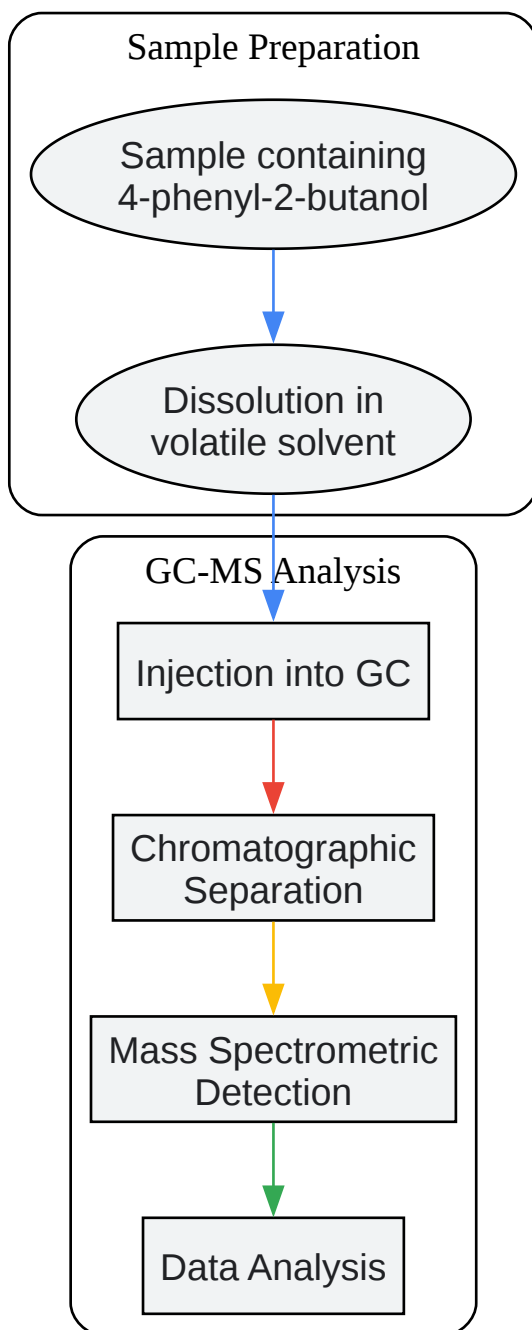 Sample Preparation
Sample containing
4-phenyl-2-butanol
Dissolution in
volatile solvent
GC-MS Analysis
Injection into GC
Chromatographic
Separation
Mass Spectrometric
Detection
Data Analysis